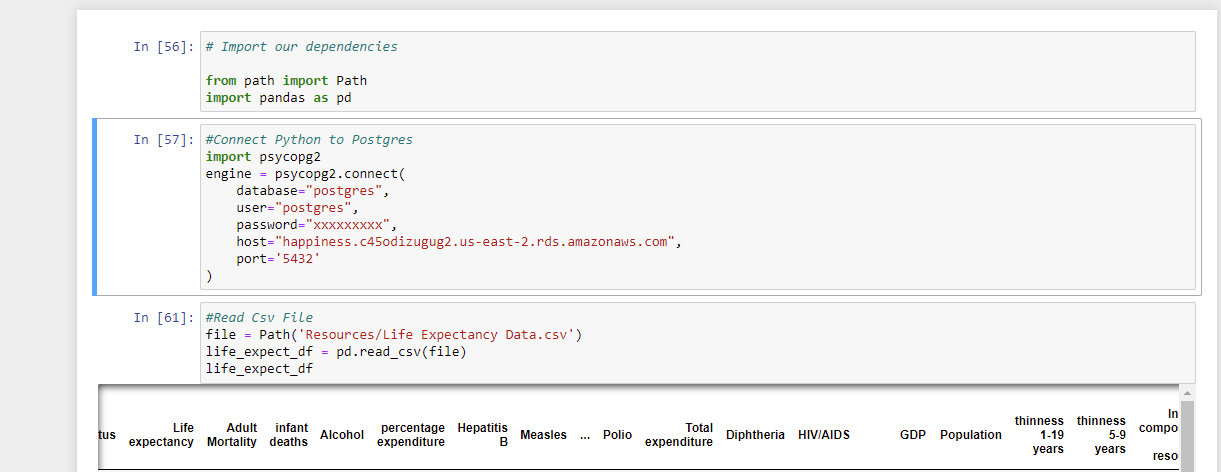 In [56]: # Import our dependencies
from path import Path
import pandas as pd
In [57]: #Connect Python to Postgres
import psycopg2
engine = psycopg2.connect(
database="postgres",
user="postgres",
password="xxxxxxxxx",
host="happiness.c45odizugug2.us-east-2.rds.amazonaws.com",
port='5432'
)
In [61]: #Read Csv File
file = Path('Resources/Life Expectancy Data.csv')
life_expect_df = pd.read_csv(file)
life_expect_df
tus Life expectancy Adult Mortality infant deaths Alcohol percentage expenditure Hepatitis B Measles ... Polio Total expenditure Diphtheria HIV/AIDS GDP Population thinness 1-19 years thinness 5-9 years In compo reso